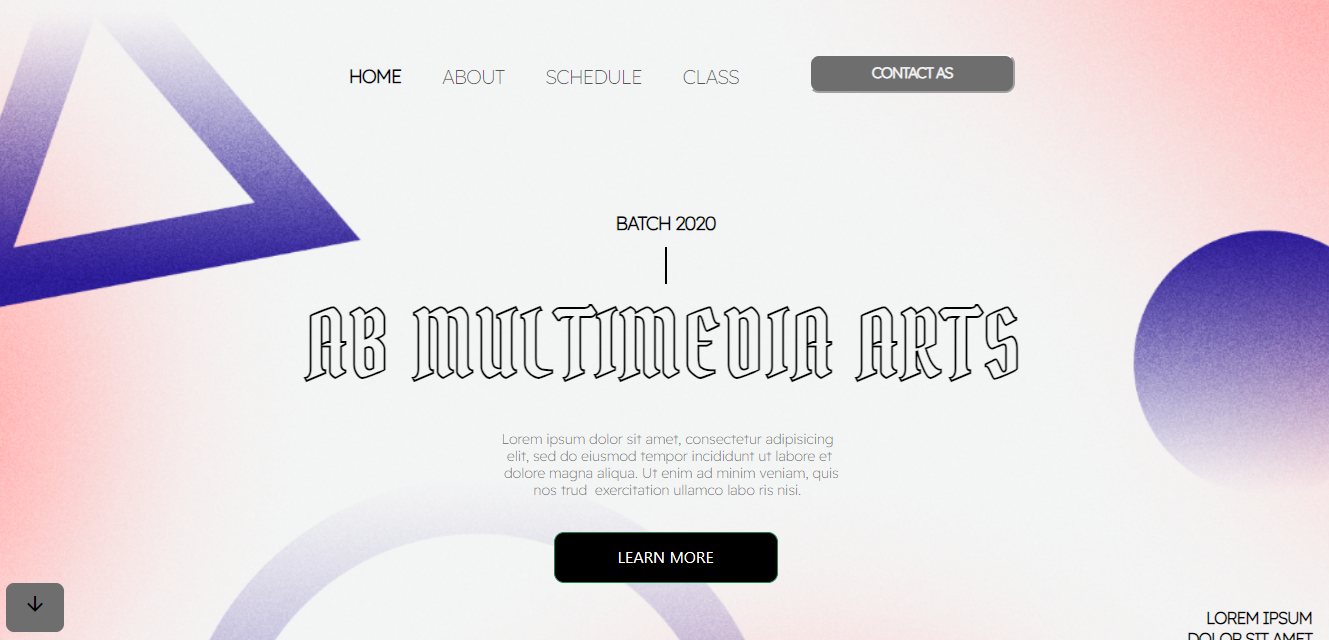 HOME ABOUT SCHEDULE CLASS CONTACT AS
BATCH 2020
AB MULTIMEDIA ARTS
Lorem ipsum dolor sit amet, consectetur adipisicing
elit, sed do eiusmod tempor incididunt ut labore et
dolore magna aliqua. Ut enim ad minim veniam, quis
nos trud exercitation ullamco labo ris nisi.
LEARN MORE
LOREM IPSUM
DOLOR SIT AMET